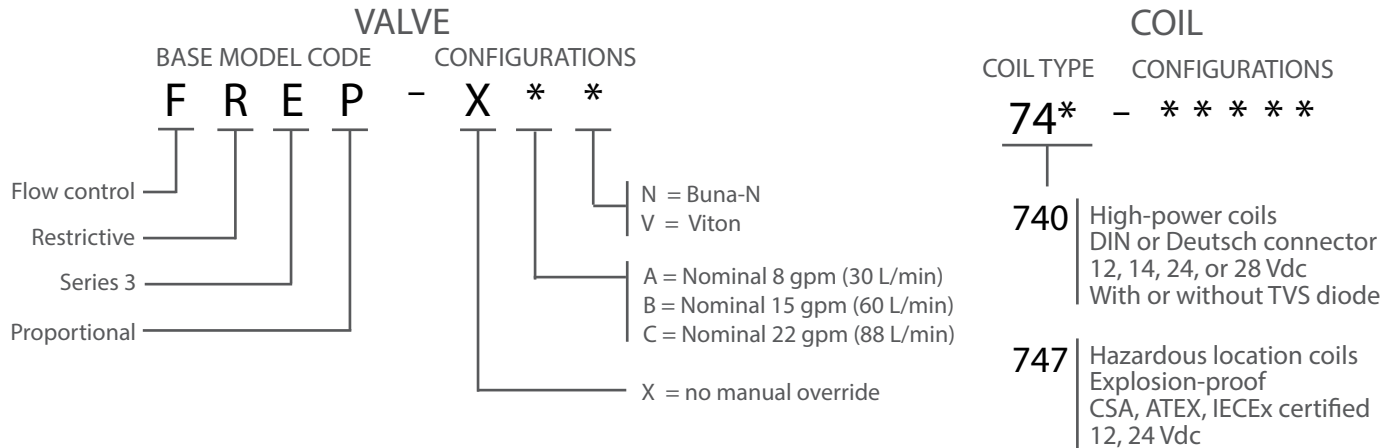 VALVE
BASE MODEL CODE CONFIGURATIONS
F R E P – X * *
Flow control
Restrictive
Series 3
Proportional
N = Buna-N
V = Viton
A = Nominal 8 gpm (30 L/min)
B = Nominal 15 gpm (60 L/min)
C = Nominal 22 gpm (88 L/min)
X = no manual override
COIL
COIL TYPE CONFIGURATIONS
74* – * * * * *
740 High-power coils
DIN or Deutsch connector
12, 14, 24, or 28 Vdc
With or without TVS diode
747 Hazardous location coils
Explosion-proof
CSA, ATEX, IECEx certified
12, 24 Vdc